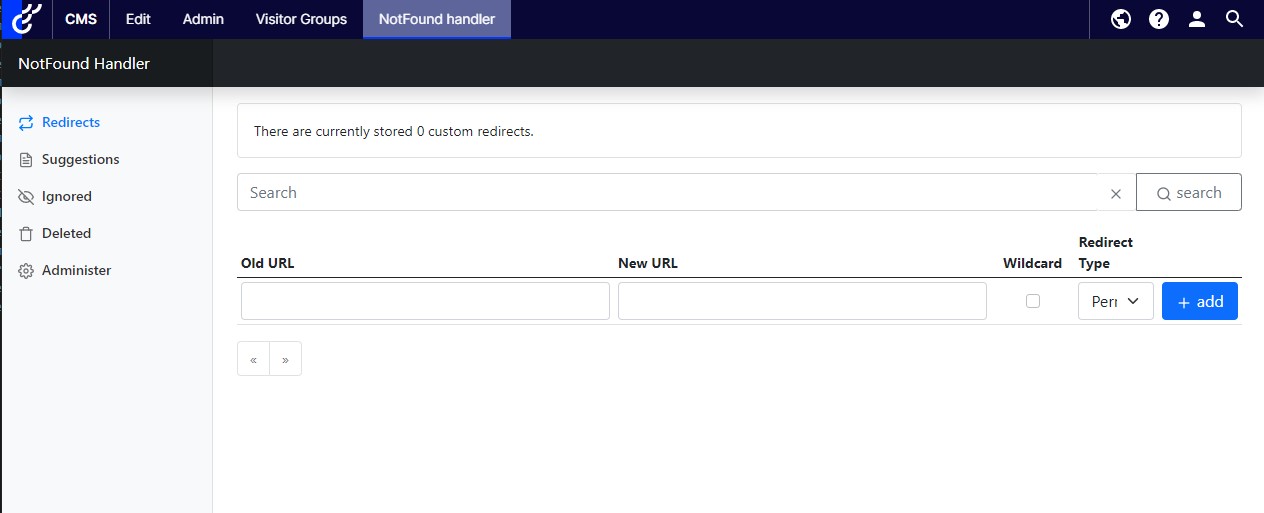 CMS Edit Admin Visitor Groups NotFound handler
NotFound Handler
Redirects
Suggestions
Ignored
Deleted
Administer
There are currently stored 0 custom redirects.
Search × search
Old URL New URL Wildcard Redirect Type
Perr + add
« »